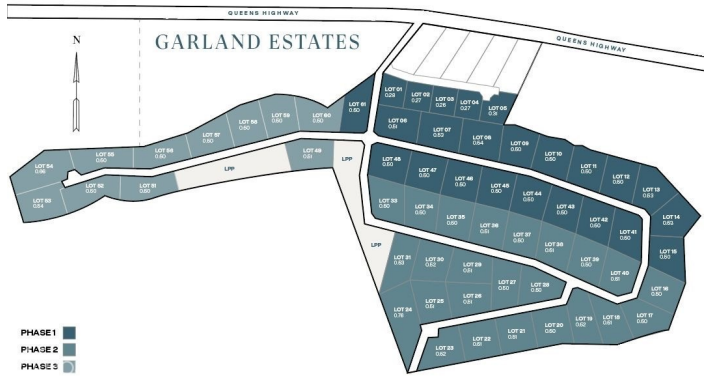 QUEENS HIGHWAY
QUEENS HIGHWAY
N
GARLAND ESTATES
LOT 01
0.28
LOT 02
0.27
LOT 03
0.26
LOT 04
0.27
LOT 05
0.31
LOT 61
0.50
LOT 06
0.51
LOT 07
0.53
LOT 08
0.54
LOT 09
0.50
LOT 10
0.50
LOT 11
0.50
LOT 12
0.50
LOT 13
0.53
LOT 14
0.53
LOT 15
0.50
LOT 16
0.50
LOT 17
0.50
LOT 18
0.51
LOT 19
0.52
LOT 20
0.50
LOT 21
0.51
LOT 22
0.51
LOT 23
0.52
LOT 24
LOT 25
0.51
LOT 26
0.51
LOT 27
0.50
LOT 28
0.50
LOT 29
0.51
LOT 30
0.52
LOT 31
0.53
LOT 33
0.50
LOT 34
0.50
LOT 35
0.50
LOT 36
0.51
LOT 37
0.50
LOT 38
0.51
LOT 39
0.50
LOT 40
0.51
LOT 41
0.50
LOT 42
0.50
LOT 43
0.50
LOT 44
0.50
LOT 45
0.50
LOT 46
0.50
LOT 47
0.50
LOT 48
0.50
LOT 49
0.51
LPP
LPP
LPP
LOT 51
0.50
LOT 52
LOT 53
0.54
LOT 54
LOT 55
0.50
LOT 56
0.50
LOT 57
0.50
LOT 58
0.50
LOT 59
0.50
LOT 60
0.50
PHASE 1
PHASE 2
PHASE 3